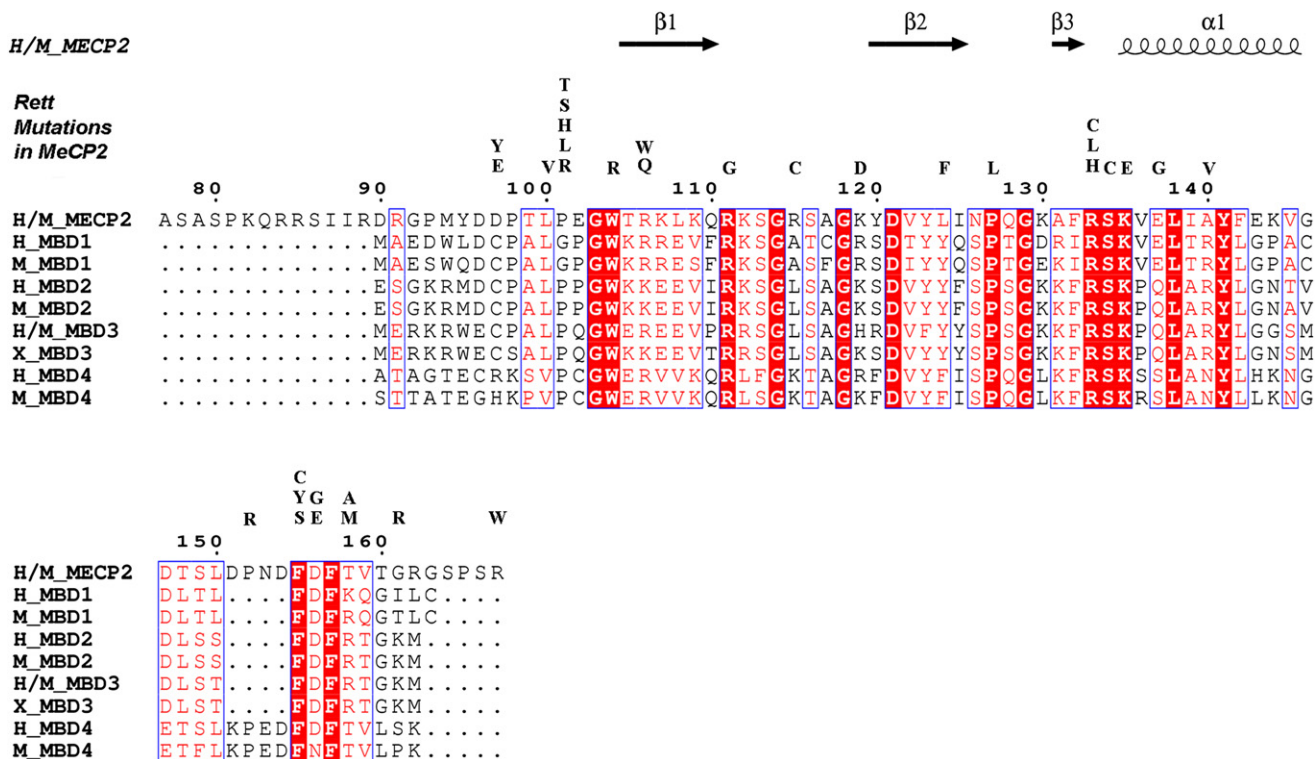 β1 β2 β3 α1
H/M_MECP2
T
Rett S
Mutations H C
in MeCP2 Y L W L
E V R R Q G C D F L H C E G V
80 90 100 110 120 130 140
H/M_MECP2 ASASPKQRRSIIRDRGPMYDDPTLPEGWTRKLKQRKSGRSAGKYDVYLINPQGKAFRSKVELIAYFEKVG
H_MBD1 .............MAEDWLDCPALGPGWKRREVFRKSGATCGRSDTYYQSPTGDRIRSKVELTRYLGPAC
M_MBD1 .............MAESWQDCPALGPGWKRRESFRKSGASFGRSDIYYQSPTGEKIRSKVELTRYLGPAC
H_MBD2 .............ESGKRMDCPALPPGWKKEEVIRKSGLSAGKSDVYYFSPSGKKFRSKPQLARYLGNTV
M_MBD2 .............ESGKRMDCPALPPGWKKEEVIRKSGLSAGKSDVYYFSPSGKKFRSKPQLARYLGNAV
H/M_MBD3 .............MERKRWECPALPQGWEREEVPRRSGLSAGHRDVFYYSPSGKKFRSKPQLARYLGGSM
X_MBD3 .............MERKRWECSALPQGWKKEEVTRRSGLSAGKSDVYYYSPSGKKFRSKPQLARYLGNSM
H_MBD4 .............ATAGTECRKSVPCGWERVVKQRLFGKTAGRFDVYFISPQGLKFRSKSSLANYLHKNG
M_MBD4 .............STTATEGHKPVPCGWERVVKQRLSGKTAGKFDVYFISPQGLKFRSKRSLANYLLKNG
C
Y G A
R S E M R W
150 160
H/M_MECP2 DTSLDPNDFDFTVTGRGSPSR
H_MBD1 DLTL....FDFKQGILC....
M_MBD1 DLTL....FDFRQGTLC....
H_MBD2 DLSS....FDFRTGKM.....
M_MBD2 DLSS....FDFRTGKM.....
H/M_MBD3 DLST....FDFRTGKM.....
X_MBD3 DLST....FDFRTGKM.....
H_MBD4 ETSLKPEDFDFTVLSK.....
M_MBD4 ETFLKPEDFNFTVLPK.....